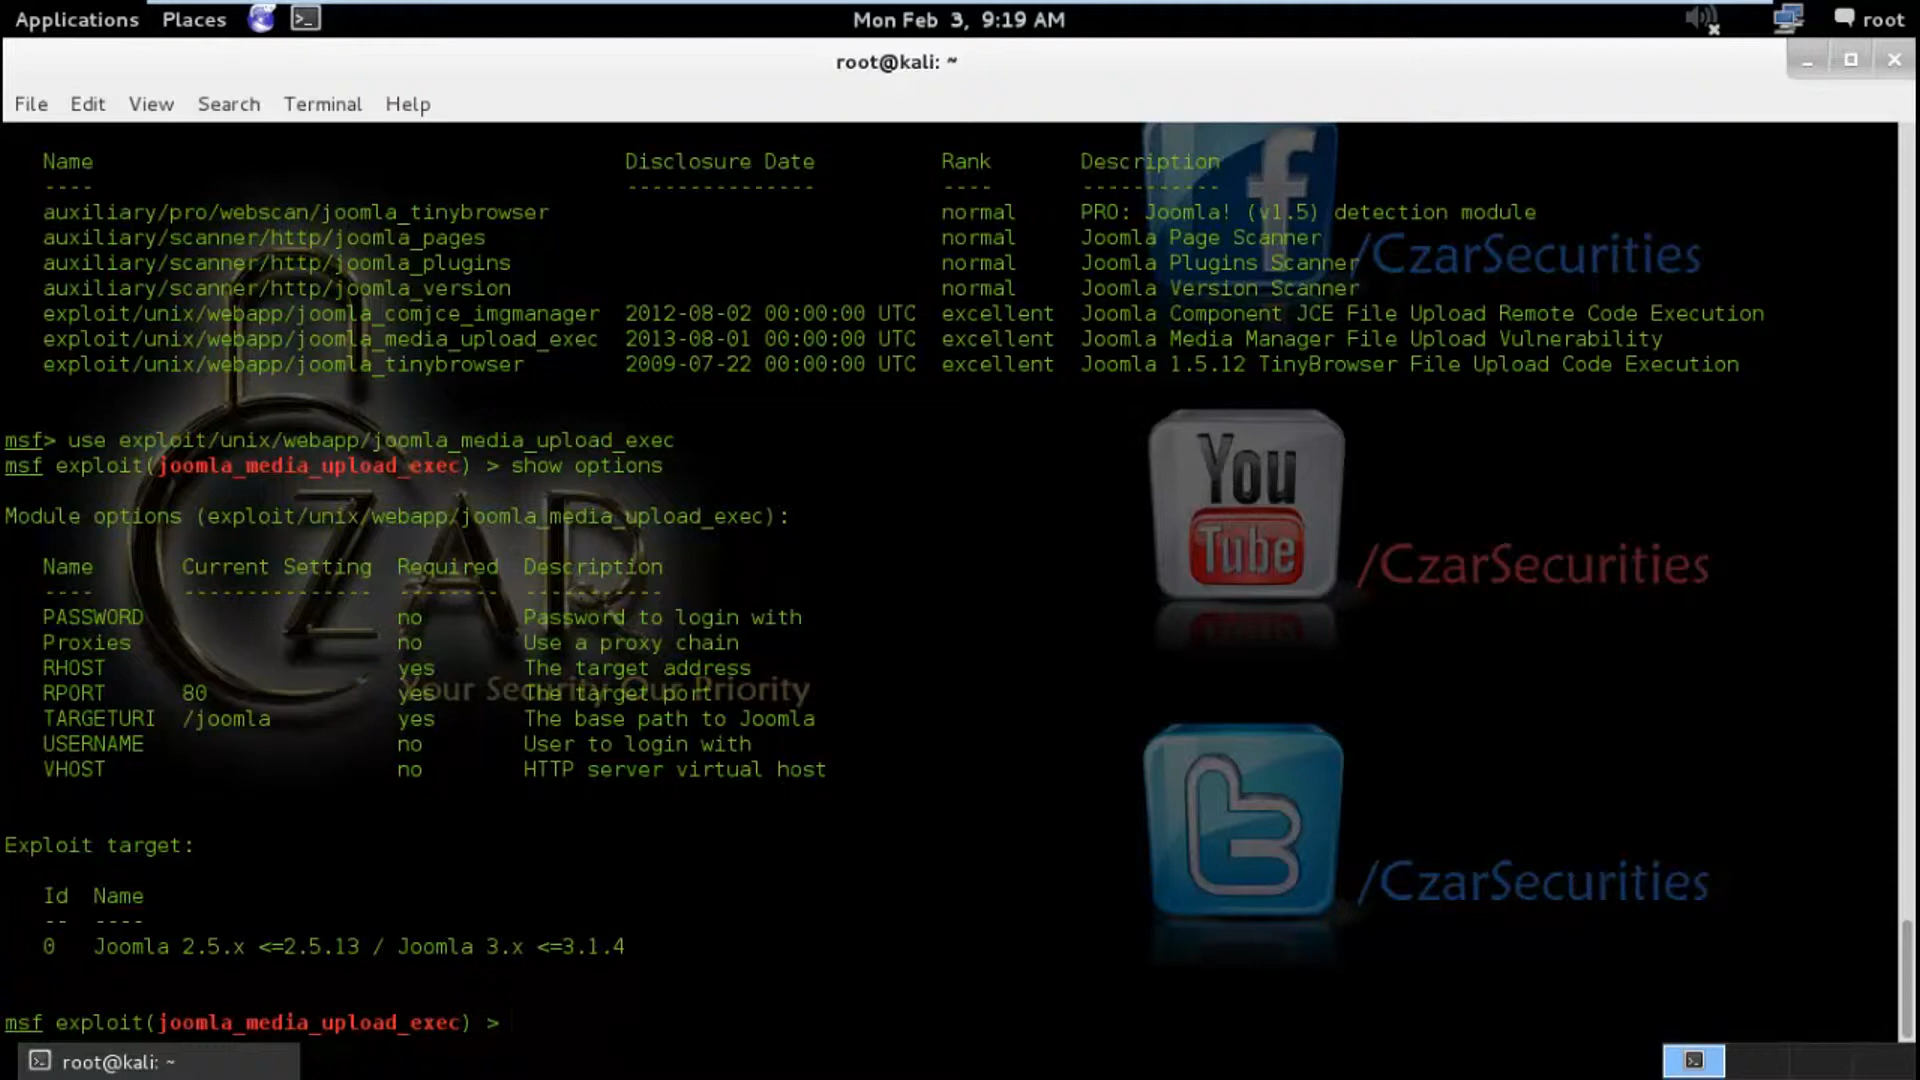 Applications Places Mon Feb 3, 9:19 AM root
root@kali: ~
File Edit View Search Terminal Help
Name Disclosure Date Rank Description
---- --------------- ---- -----------
auxiliary/pro/webscan/joomla_tinybrowser normal PRO: Joomla! (v1.5) detection module
auxiliary/scanner/http/joomla_pages normal Joomla Page Scanner
auxiliary/scanner/http/joomla_plugins normal Joomla Plugins Scanner
/CzarSecurities
auxiliary/scanner/http/joomla_version normal Joomla Version Scanner
exploit/unix/webapp/joomla_comjce_imgmanager 2012-08-02 00:00:00 UTC excellent Joomla Component JCE File Upload Remote Code Execution
exploit/unix/webapp/joomla_media_upload_exec 2013-08-01 00:00:00 UTC excellent Joomla Media Manager File Upload Vulnerability
exploit/unix/webapp/joomla_tinybrowser 2009-07-22 00:00:00 UTC excellent Joomla 1.5.12 TinyBrowser File Upload Code Execution
msf> use exploit/unix/webapp/joomla_media_upload_exec
msf exploit(joomla_media_upload_exec) > show options
You
Tube
/CzarSecurities
Module options (exploit/unix/webapp/joomla_media_upload_exec):
CZAR
Name Current Setting Required Description
---- --------------- -------- -----------
PASSWORD no Password to login with
Proxies no Use a proxy chain
RHOST yes The target address
Your Security Our Priority
RPORT 80 yes The target port
TARGETURI /joomla yes The base path to Joomla
USERNAME no User to login with
VHOST no HTTP server virtual host
Exploit target:
/CzarSecurities
Id Name
-- ----
0 Joomla 2.5.x <=2.5.13 / Joomla 3.x <=3.1.4
msf exploit(joomla_media_upload_exec) >
root@kali: ~